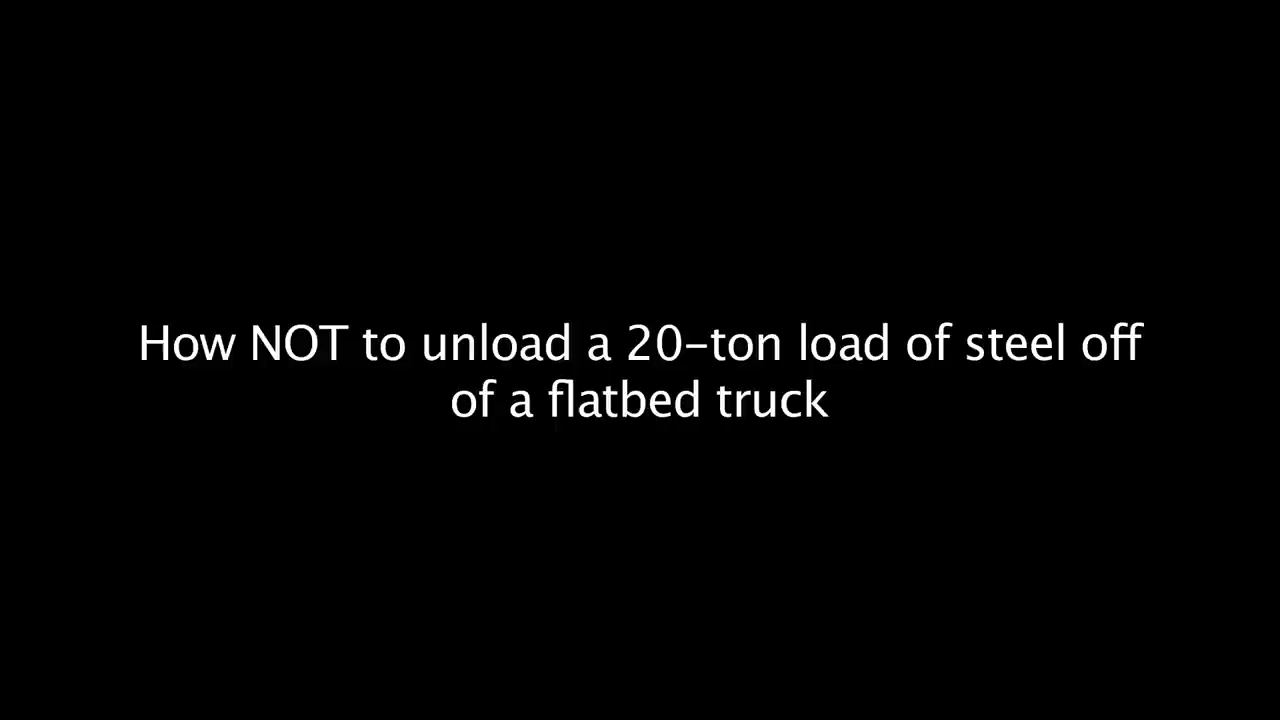 How NOT to unload a 20-ton load of steel off
of a flatbed truck